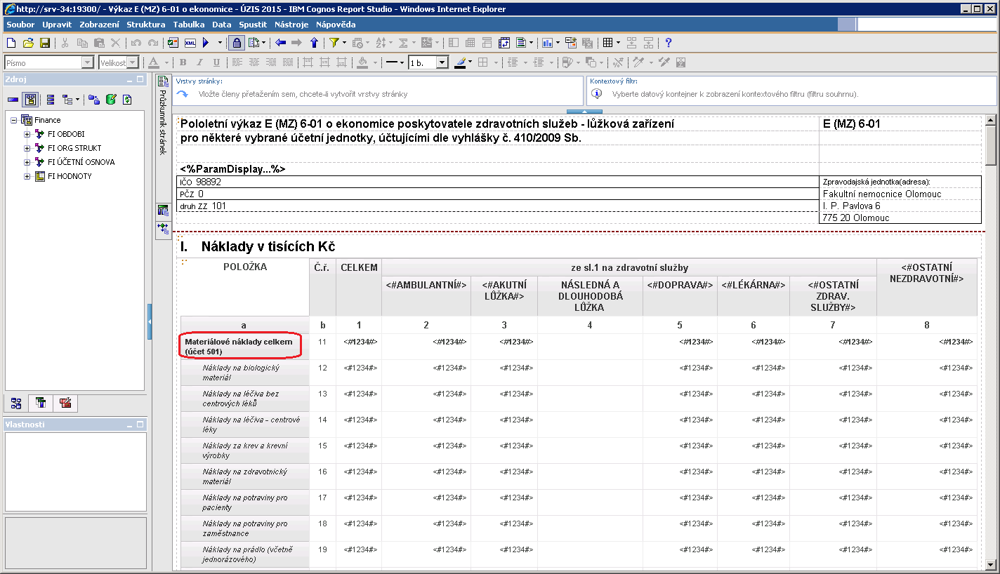 http://srv-34:19300/ - Výkaz E (MZ) 6-01 o ekonomice - ÚZIS 2015 - IBM Cognos Report Studio - Windows Internet Explorer
Soubor Upravit Zobrazení Struktura Tabulka Data Spustit Nástroje Nápověda
XML
Písmo Velikost A B I U 1 b.
Zdroj
Finance
FI OBDOBI
FI ORG STRUKT
FI ÚČETNÍ OSNOVA
FI HODNOTY
Vlastnosti
Průzkumník stránek
Vrstvy stránky:
Vložte členy přetažením sem, chcete-li vytvořit vrstvy stránky
Kontextový filtr:
Vyberte datový kontejner k zobrazení kontextového filtru (filtru souhrnu).
Pololetní výkaz E (MZ) 6-01 o ekonomice poskytovatele zdravotních služeb - lůžková zařízení E (MZ) 6-01
pro některé vybrané účetní jednotky, účtujícími dle vyhlášky č. 410/2009 Sb.
<%ParamDisplay...%>
IČO 98892 Zpravodajská jednotka(adresa):
PČZ 0 Fakultní nemocnice Olomouc
druh ZZ 101 I. P. Pavlova 6
775 20 Olomouc
I. Náklady v tisících Kč
POLOŽKA Č.ř. CELKEM ze sl.1 na zdravotní služby <#OSTATNÍ
NEZDRAVOTNÍ#>
<#AMBULANTNÍ#> <#AKUTNÍ NÁSLEDNÁ A <#DOPRAVA#> <#LÉKÁRNA#> <#OSTATNÍ
LŮŽKA#> DLOUHODOBÁ ZDRAV.
LŮŽKA SLUŽBY#>
a b 1 2 3 4 5 6 7 8
Materiálové náklady celkem 11 <#1234#> <#1234#> <#1234#> <#1234#> <#1234#> <#1234#> <#1234#>
(účet 501)
Náklady na biologický 12 <#1234#> <#1234#> <#1234#> <#1234#> <#1234#> <#1234#> <#1234#>
materiál
Náklady na léčiva bez 13 <#1234#> <#1234#> <#1234#> <#1234#> <#1234#> <#1234#> <#1234#>
centrových léků
Náklady na léčiva - centrové 14 <#1234#> <#1234#> <#1234#> <#1234#> <#1234#> <#1234#> <#1234#>
léky
Náklady za krev a krevní 15 <#1234#> <#1234#> <#1234#> <#1234#> <#1234#> <#1234#> <#1234#>
výrobky
Náklady na zdravotnický 16 <#1234#> <#1234#> <#1234#> <#1234#> <#1234#> <#1234#> <#1234#>
materiál
Náklady na potraviny pro 17 <#1234#> <#1234#> <#1234#> <#1234#> <#1234#> <#1234#> <#1234#>
pacienty
Náklady na potraviny pro 18 <#1234#> <#1234#> <#1234#> <#1234#> <#1234#> <#1234#> <#1234#>
zaměstnance
Náklady na prádlo (včetně 19 <#1234#> <#1234#> <#1234#> <#1234#> <#1234#> <#1234#> <#1234#>
jednorázového)